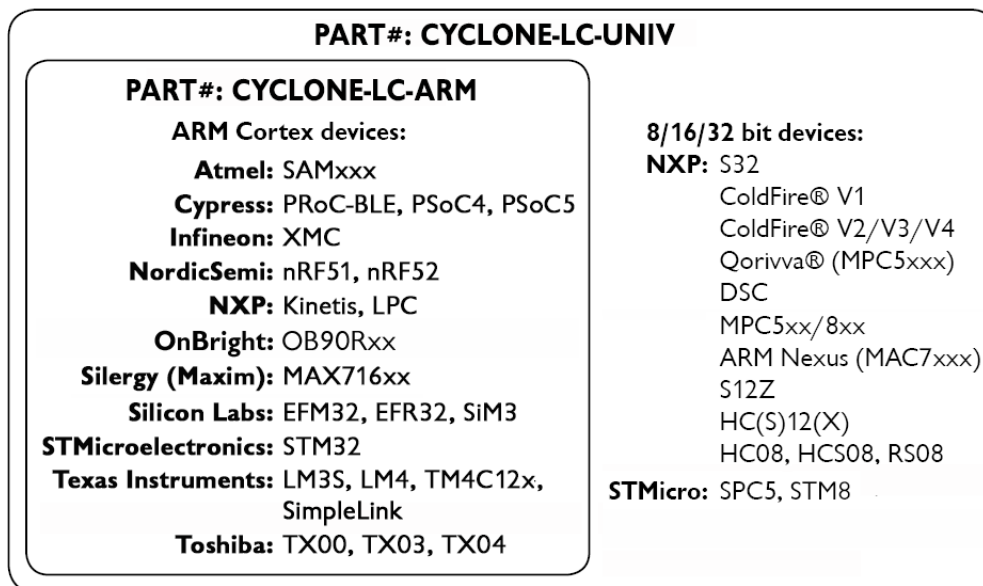 PART#: CYCLONE-LC-UNIV
PART#: CYCLONE-LC-ARM
ARM Cortex devices:
Atmel: SAMxxx
Cypress: PRoC-BLE, PSoC4, PSoC5
Infineon: XMC
NordicSemi: nRF51, nRF52
NXP: Kinetis, LPC
OnBright: OB90Rxx
Silergy (Maxim): MAX716xx
Silicon Labs: EFM32, EFR32, SiM3
STMicroelectronics: STM32
Texas Instruments: LM3S, LM4, TM4C12x,
SimpleLink
Toshiba: TX00, TX03, TX04
8/16/32 bit devices:
NXP: S32
ColdFire® V1
ColdFire® V2/V3/V4
Qorivva® (MPC5xxx)
DSC
MPC5xx/8xx
ARM Nexus (MAC7xxx)
S12Z
HC(S)12(X)
HC08, HCS08, RS08
STMicro: SPC5, STM8